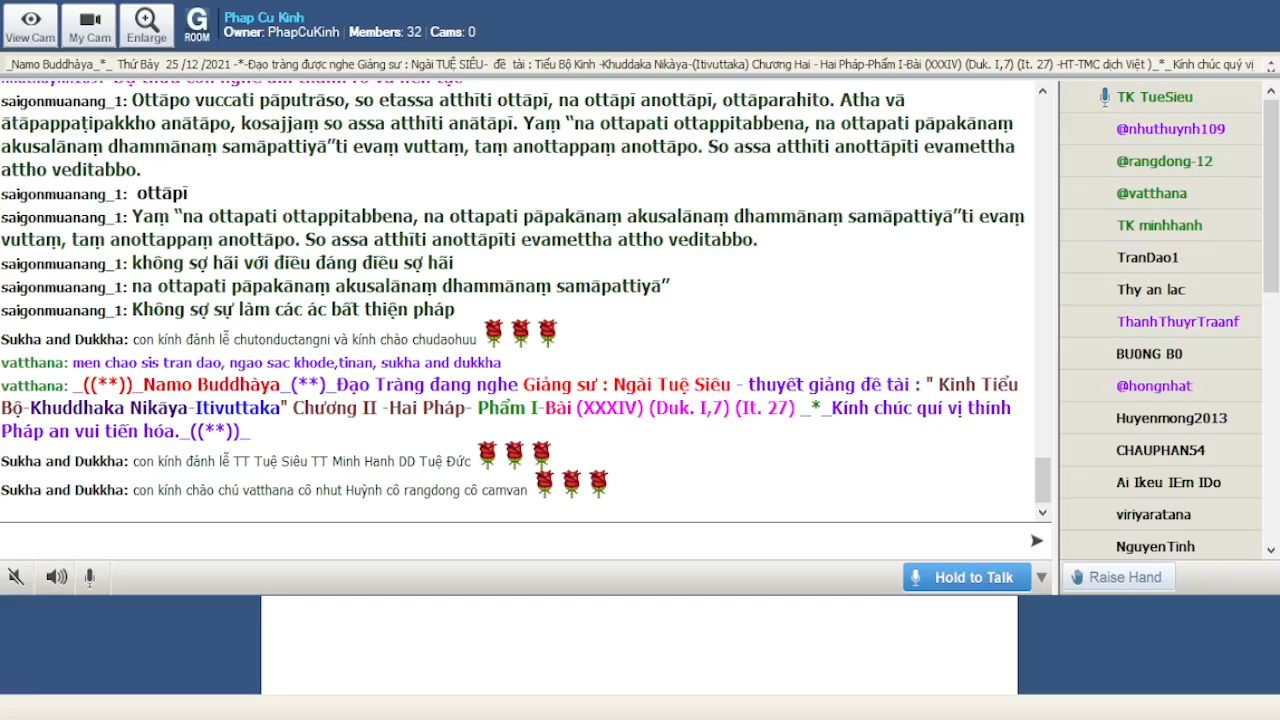 View Cam
My Cam
Enlarge
G
ROOM
Phap Cu Kinh
Owner: PhapCuKinh | Members: 32 | Cams: 0
_Namo Buddhàya_*_ Thứ Bảy 25 /12 /2021 -*-Đạo tràng được nghe Giảng sư : Ngài TUỆ SIÊU- đề tài : Tiểu Bộ Kinh -Khuddaka Nikàya-(Itivuttaka) Chương Hai - Hai Pháp-Phẩm I-Bài (XXXIV) (Duk. I,7) (It. 27) -HT-TMC dịch Việt )_*_Kính chúc quí vị
saigonmuanang_1: Ottāpo vuccati pāputrāso, so etassa atthīti ottāpī, na ottāpī anottāpī, ottāparahito. Atha vā
ātāpappaṭipakkho anātāpo, kosajjaṃ so assa atthīti anātāpī. Yaṃ “na ottapati ottappitabbena, na ottapati pāpakānaṃ
akusalānaṃ dhammānaṃ samāpattiyā”ti evaṃ vuttaṃ, taṃ anottappaṃ anottāpo. So assa atthīti anottāpīti evamettha
attho veditabbo.
saigonmuanang_1: ottāpī
saigonmuanang_1: Yaṃ “na ottapati ottappitabbena, na ottapati pāpakānaṃ akusalānaṃ dhammānaṃ samāpattiyā”ti evaṃ
vuttaṃ, taṃ anottappaṃ anottāpo. So assa atthīti anottāpīti evamettha attho veditabbo.
saigonmuanang_1: không sợ hãi với điều đáng điều sợ hãi
saigonmuanang_1: na ottapati pāpakānaṃ akusalānaṃ dhammānaṃ samāpattiyā”
saigonmuanang_1: Không sợ sự làm các ác bất thiện pháp
Sukha and Dukkha: con kính đảnh lễ chutonductangni và kính chào chudaohuu
vatthana: men chao sis tran dao, ngao sac khode,tinan, sukha and dukkha
vatthana: _((**))_Namo Buddhàya_(**)_Đạo Tràng đang nghe Giảng sư : Ngài Tuệ Siêu - thuyết giảng đề tài : " Kinh Tiểu
Bộ-Khuddhaka Nikāya-Itivuttaka" Chương II -Hai Pháp- Phẩm I-Bài (XXXIV) (Duk. I,7) (It. 27) _*_Kính chúc quí vị thính
Pháp an vui tiến hóa._((**))_
Sukha and Dukkha: con kính đảnh lễ TT Tuệ Siêu TT Minh Hanh DD Tuệ Đức
Sukha and Dukkha: con kính chào chú vatthana cô nhut Huỳnh cô rangdong cô camvan
Hold to Talk
TK TueSieu
@nhuthuynh109
@rangdong-12
@vatthana
TK minhhanh
TranDao1
Thy an lac
ThanhThuyrTraanf
BU0NG B0
@hongnhat
Huyenmong2013
CHAUPHAN54
Ai Ikeu IEm IDo
viriyaratana
NguyenTinh
Raise Hand